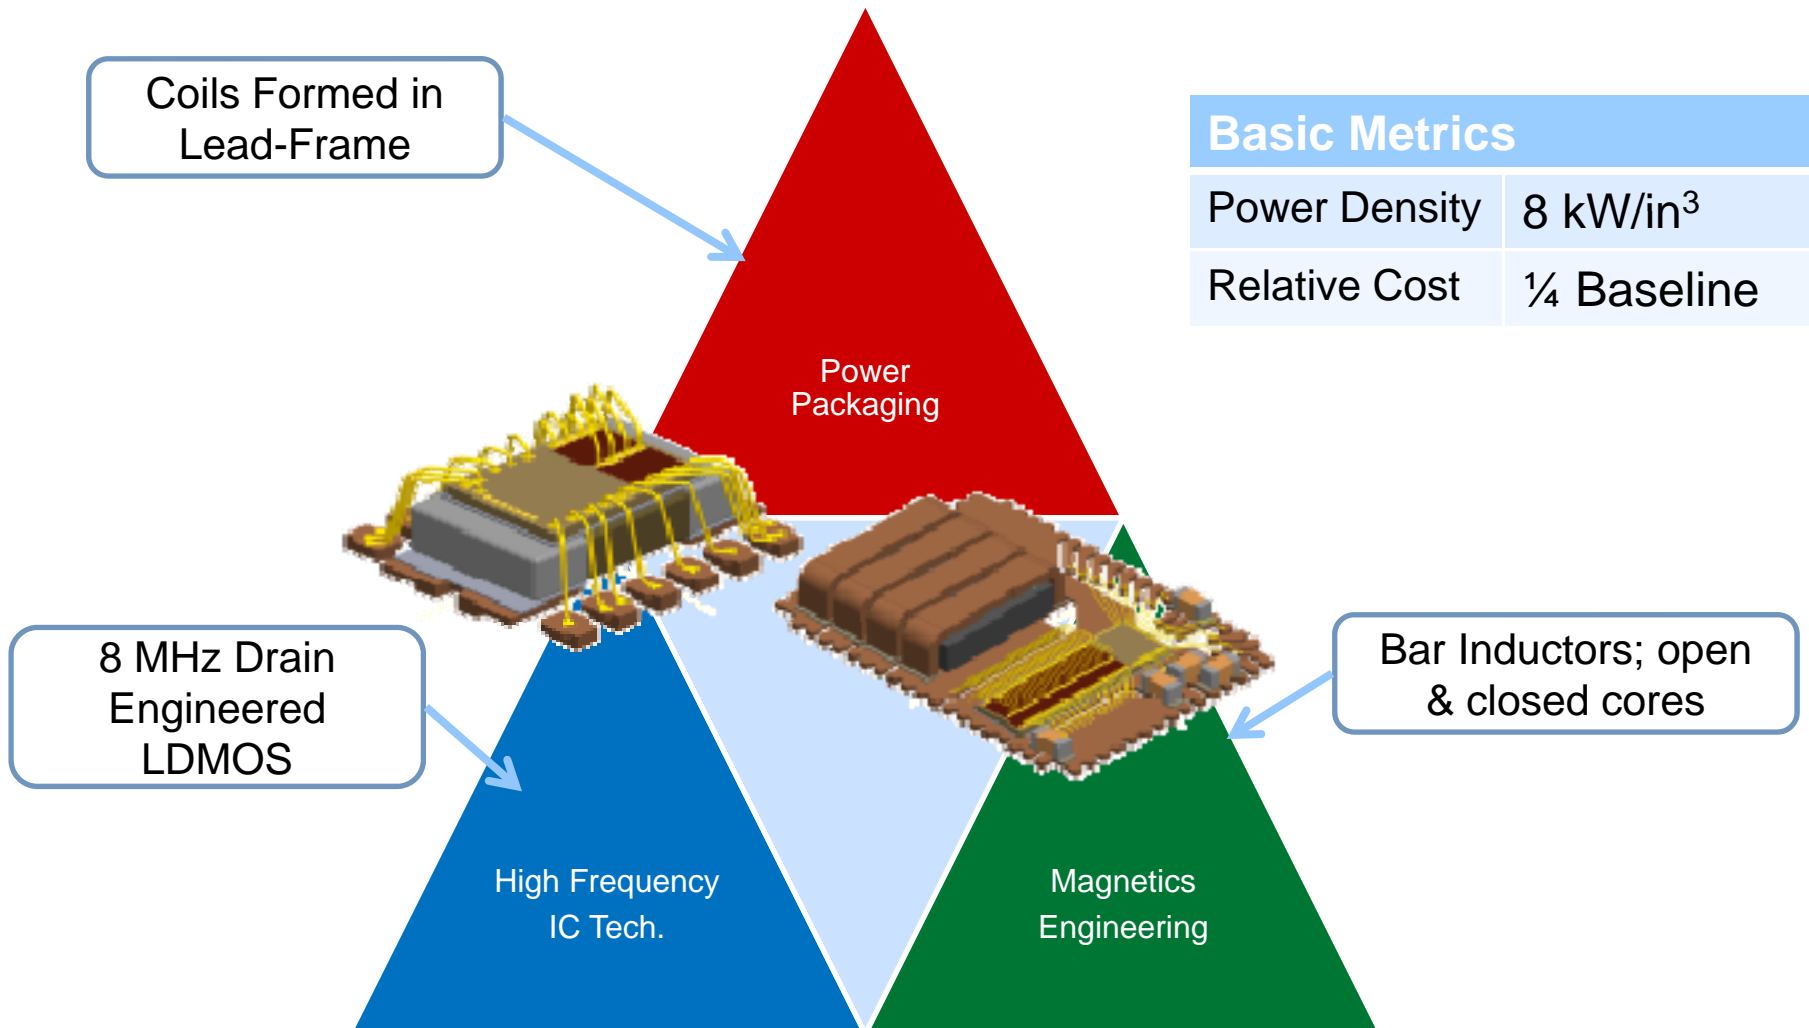 Coils Formed in
Lead-Frame
Basic Metrics
Power Density 8 kW/in³
Relative Cost ¼ Baseline
Power
Packaging
8 MHz Drain
Engineered
LDMOS
Bar Inductors; open
& closed cores
High Frequency
IC Tech.
Magnetics
Engineering